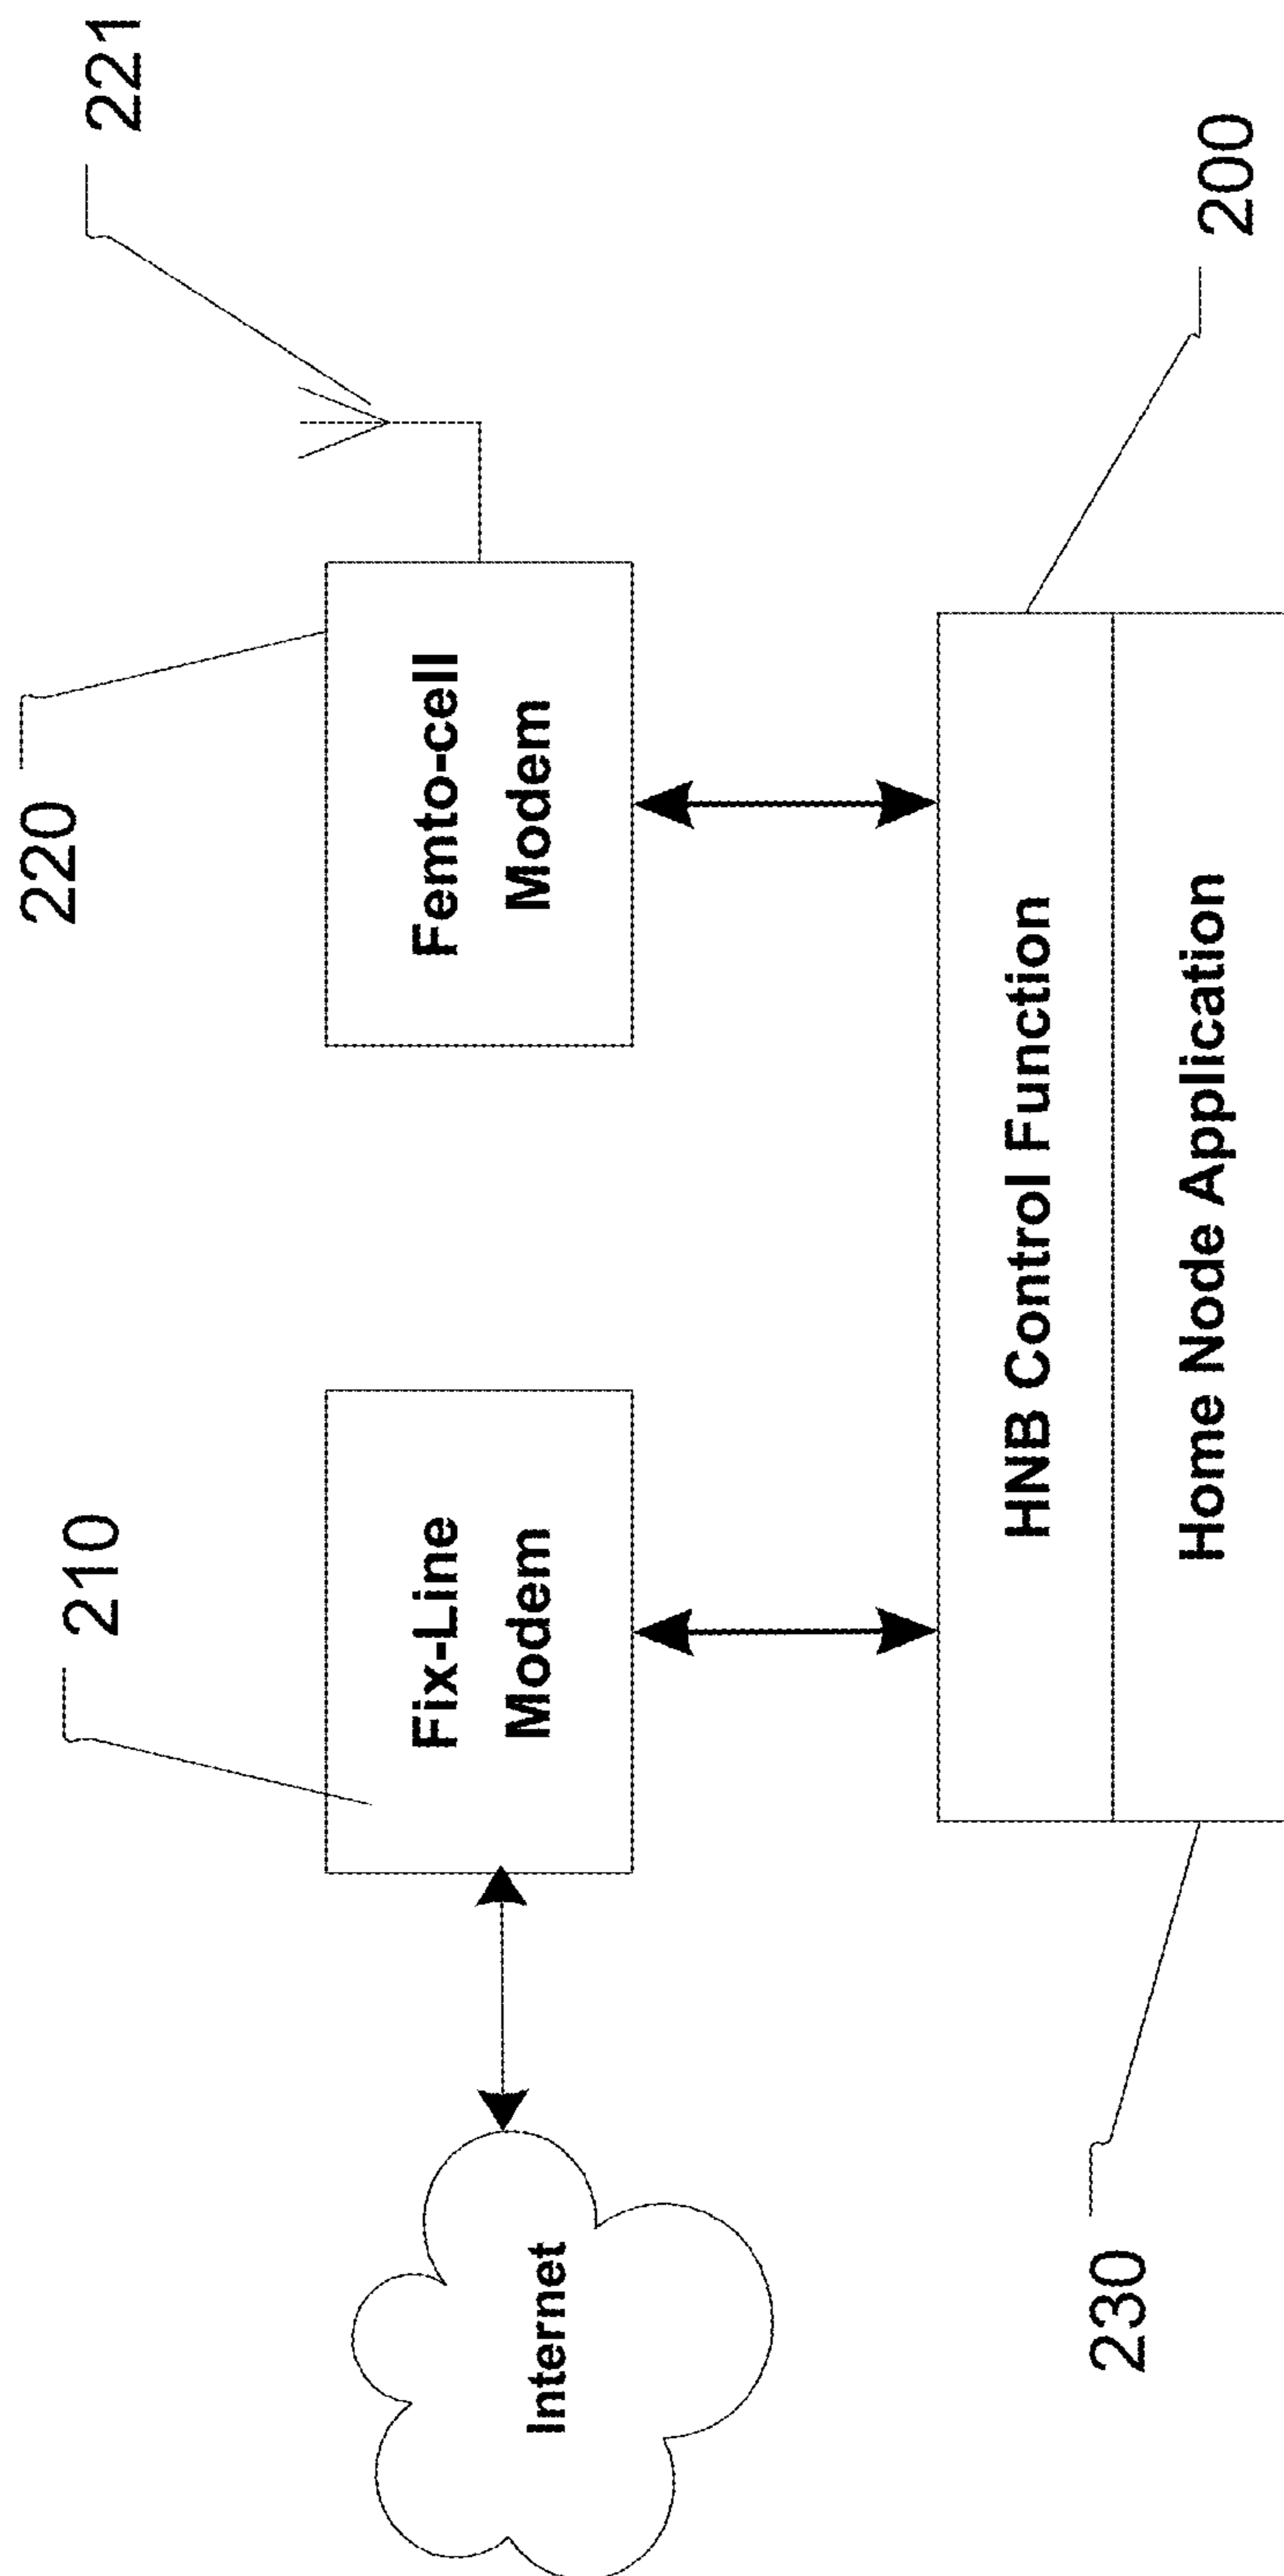 220
221
210
Femto-cell
Modem
Fix-Line
Modem
Internet
HNB Control Function
Home Node Application
230
200